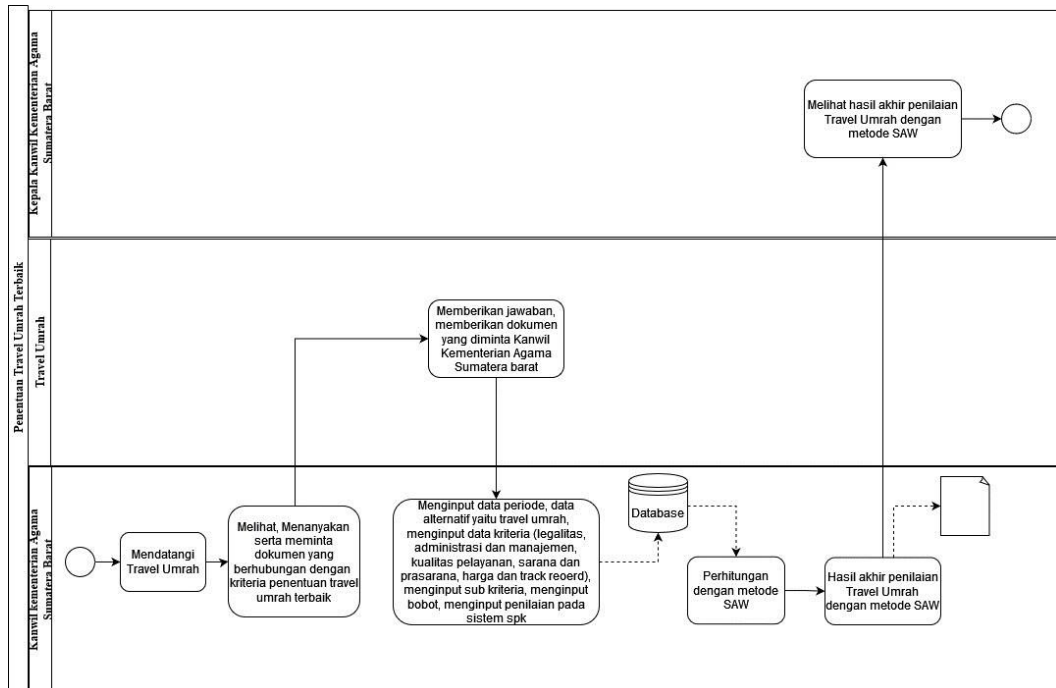 Penentuan Travel Umrah Terbaik
Kepala Kanwil Kementerian Agama
Sumatera Barat
Melihat hasil akhir penilaian
Travel Umrah dengan
metode SAW
Travel Umrah
Memberikan jawaban,
memberikan dokumen
yang diminta Kanwil
Kementerian Agama
Sumatera barat
Kanwil kementerian Agama
Sumatera Barat
Mendatangi
Travel Umrah
Melihat, Menanyakan
serta meminta
dokumen yang
berhubungan dengan
kriteria penentuan travel
umrah terbaik
Menginput data periode, data
alternatif yaitu travel umrah,
menginput data kriteria (legalitas,
administrasi dan manajemen,
kualitas pelayanan, sarana dan
prasarana, harga dan track reoerd),
menginput sub kriteria, menginput
bobot, menginput penilaian pada
sistem spk
Database
Perhitungan
dengan metode
SAW
Hasil akhir penilaian
Travel Umrah
dengan metode SAW